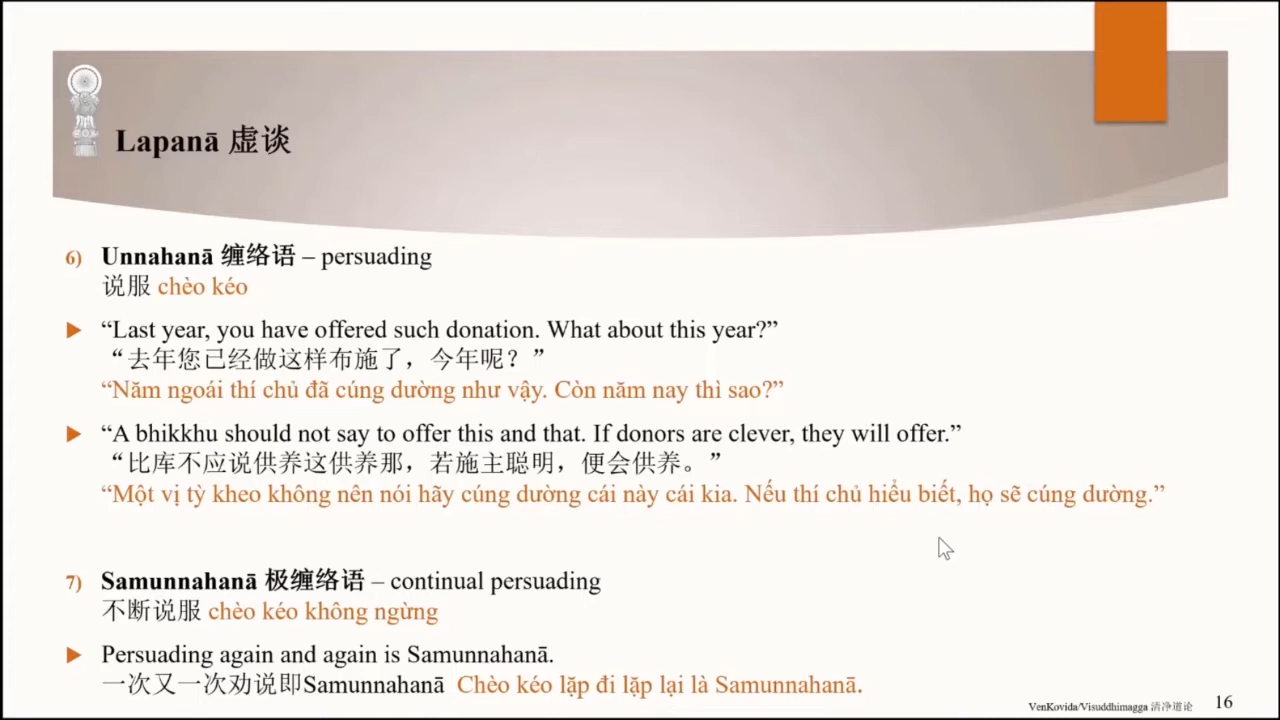 Lapanā 虚谈
6) Unnahanā 缠络语 – persuading
说服 chèo kéo
“Last year, you have offered such donation. What about this year?”
“去年您已经做这样布施了，今年呢？”
“Năm ngoái thí chủ đã cúng dường như vậy. Còn năm nay thì sao?”
“A bhikkhu should not say to offer this and that. If donors are clever, they will offer.”
“比库不应说供养这供养那，若施主聪明，便会供养。”
“Một vị tỳ kheo không nên nói hãy cúng dường cái này cái kia. Nếu thí chủ hiểu biết, họ sẽ cúng dường.”
7) Samunnahanā 极缠络语 – continual persuading
不断说服 chèo kéo không ngừng
Persuading again and again is Samunnahanā.
一次又一次劝说即Samunnahanā Chèo kéo lặp đi lặp lại là Samunnahanā.
VenKovida/Visuddhimagga 清净道论 16